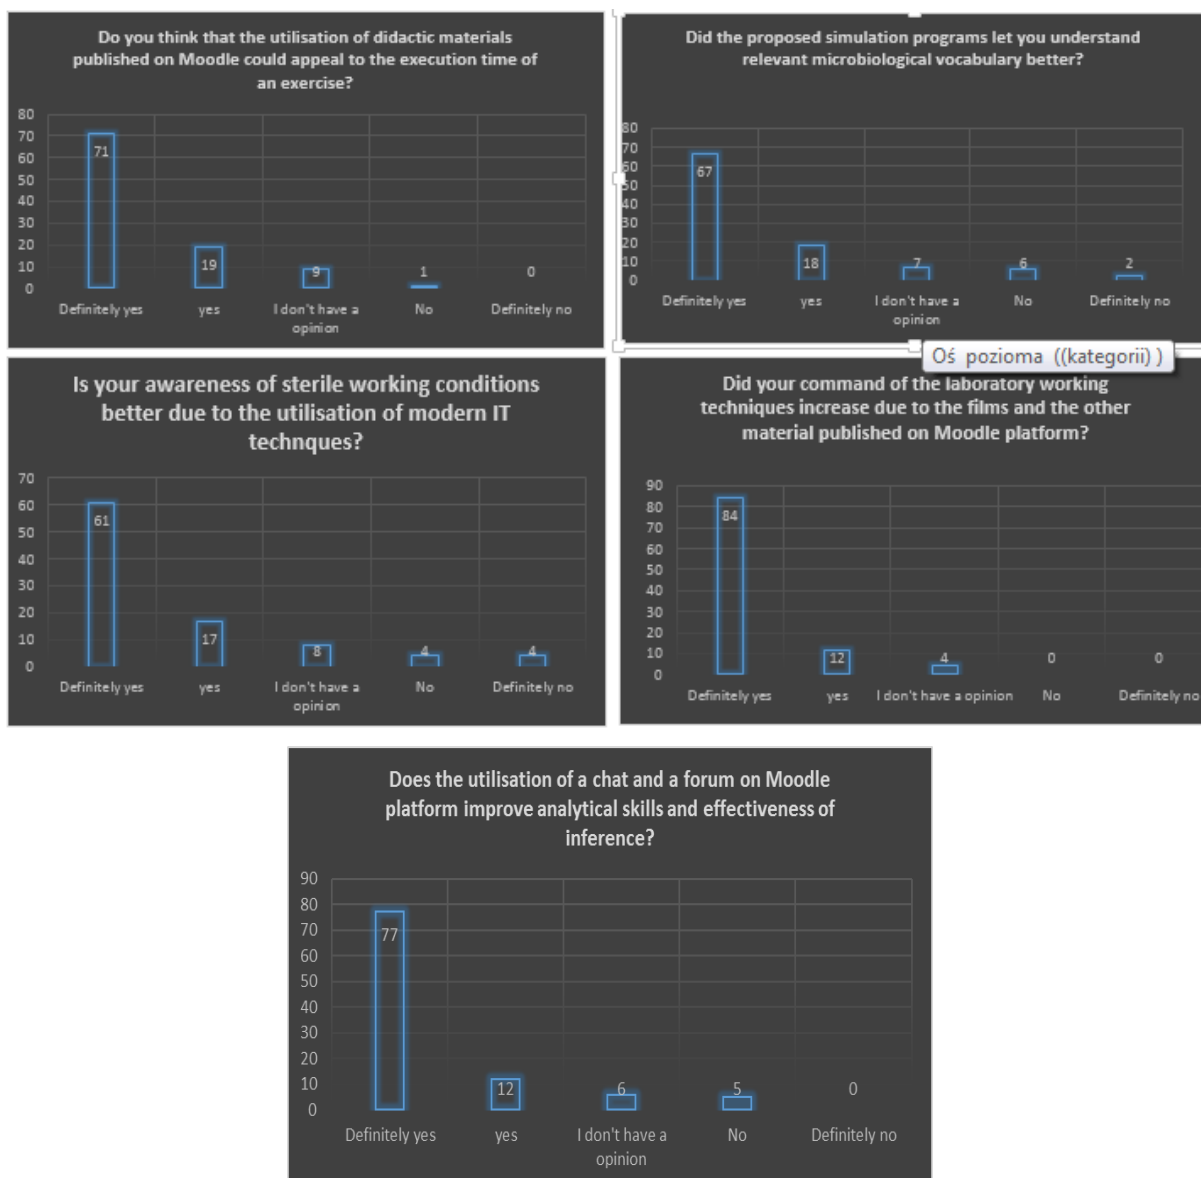 Do you think that the utilisation of didactic materials
published on Moodle could appeal to the execution time of
an exercise?
80
70
60
50
40
30
20
10
0
71
19
9
1
0
Definitely yes
yes
I don't have a
opinion
No
Definitely no
Did the proposed simulation programs let you understand
relevant microbiological vocabulary better?
80
70
60
50
40
30
20
10
0
67
18
7
6
2
Definitely yes
yes
I don't have a
opinion
No
Definitely no
Oś pozioma ((kategorii) )
Is your awareness of sterile working conditions
better due to the utilisation of modern IT
technques?
70
60
50
40
30
20
10
0
61
17
8
4
4
Definitely yes
yes
I don't have a
opinion
No
Definitely no
Did your command of the laboratory working
techniques increase due to the films and the other
material published on Moodle platform?
90
80
70
60
50
40
30
20
10
0
84
12
4
0
0
Definitely yes
yes
I don't have a opinion
No
Definitely no
Does the utilisation of a chat and a forum on Moodle
platform improve analytical skills and effectiveness of
inference?
90
80
70
60
50
40
30
20
10
0
77
12
6
5
0
Definitely yes
yes
I don't have a
opinion
No
Definitely no